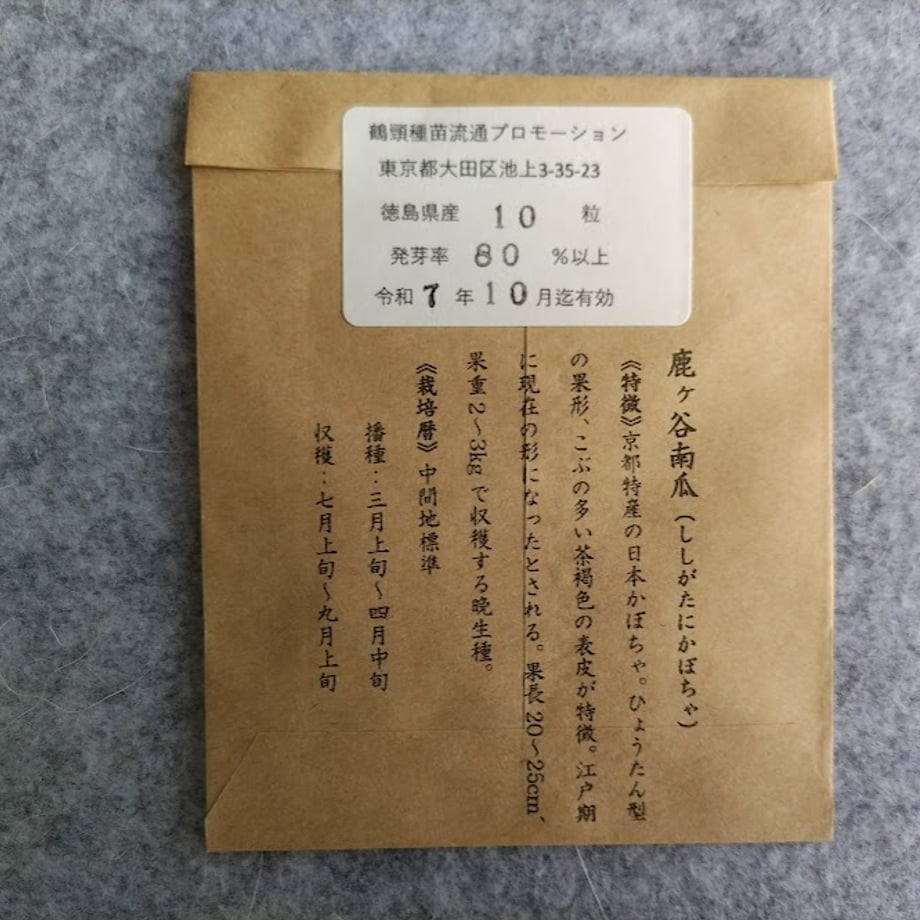 鶴頸種苗流通プロモーション
東京都大田区池上3-35-23
徳島県産 10 粒
発芽率 80 %以上
令和 7 年 10 月迄有効
鹿ヶ谷南瓜(ししがたにかぼちゃ)
《特徴》京都特産の日本かぼちゃ。ひょうたん型
の果形、こぶの多い茶褐色の表皮が特徴。江戸期
に現在の形になったとされる。果長20〜25cm、
果重2〜3kgで収穫する晩生種。
《栽培暦》中間地標準
播種：三月上旬〜四月中旬
収穫：七月上旬〜九月上旬